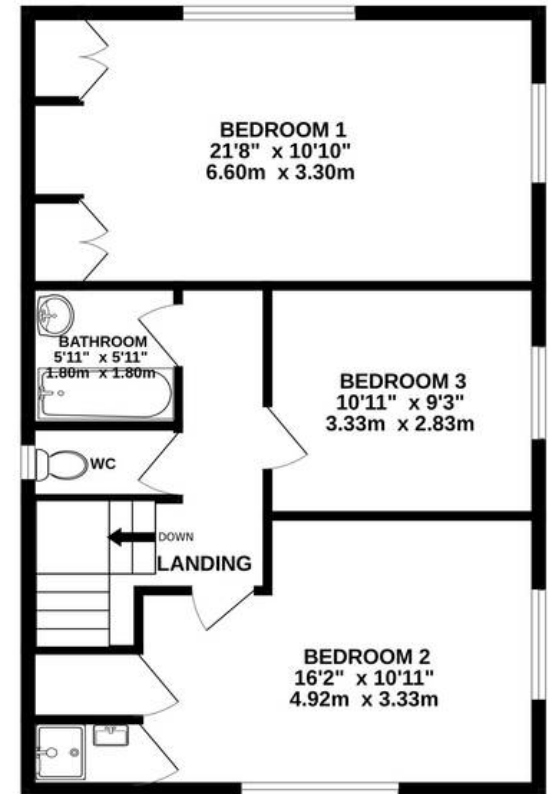 BEDROOM 1
21'8" x 10'10"
6.60m x 3.30m
BATHROOM
5'11" x 5'11"
1.80m x 1.80m
BEDROOM 3
10'11" x 9'3"
3.33m x 2.83m
WC
DOWN
LANDING
BEDROOM 2
16'2" x 10'11"
4.92m x 3.33m